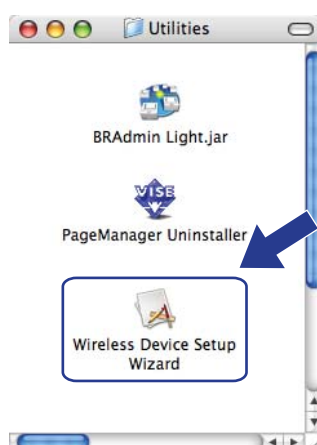 Utilities
BRAdmin Light.jar
VISE
PageManager Uninstaller
Wireless Device Setup
Wizard